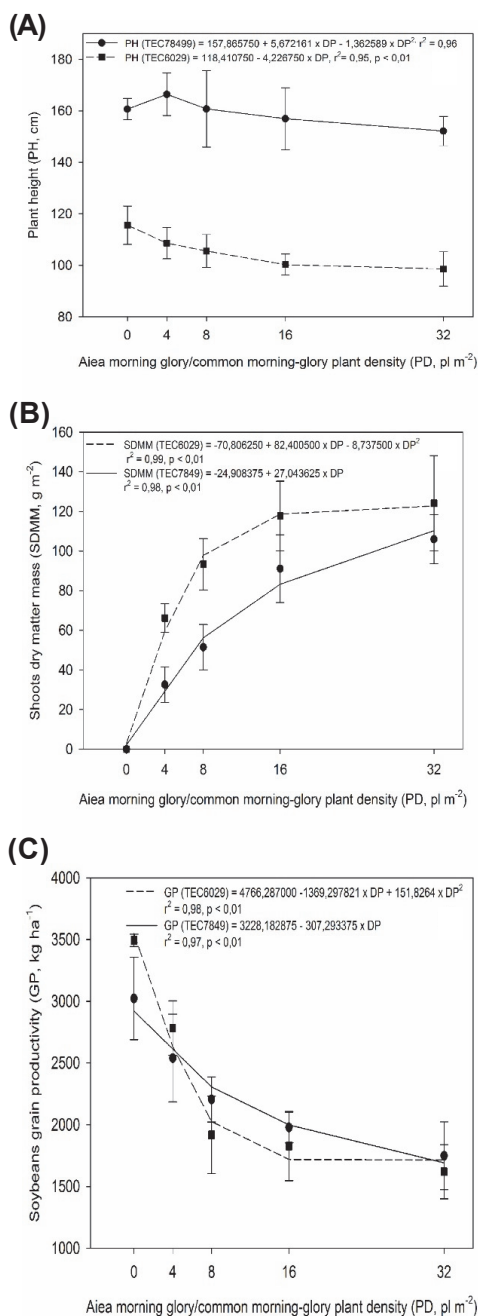 (A)
PH (TEC78499) = 157,865750 + 5,672161 x DP - 1,362589 x DP², r² = 0,96
PH (TEC6029) = 118,410750 - 4,226750 x DP, r²= 0,95, p < 0,01
Plant height (PH, cm)
180
160
140
120
100
80
0 4 8 16 32
Aiea morning glory/common morning-glory plant density (PD, pl m⁻²)
(B)
SDMM (TEC6029) = -70,806250 + 82,400500 x DP - 8,737500 x DP²
r² = 0,99, p < 0,01
SDMM (TEC7849) = -24,908375 + 27,043625 x DP
r² = 0,98, p < 0,01
Shoots dry matter mass (SDMM, g m⁻²)
160
140
120
100
80
60
40
20
0
0 4 8 16 32
Aiea morning glory/common morning-glory plant density (PD, pl m⁻²)
(C)
GP (TEC6029) = 4766,287000 -1369,297821 x DP + 151,8264 x DP²
r² = 0,98, p < 0,01
GP (TEC7849) = 3228,182875 - 307,293375 x DP
r² = 0,97, p < 0,01
Soybeans grain productivity (GP, kg ha⁻¹)
4000
3500
3000
2500
2000
1500
1000
0 4 8 16 32
Aiea morning glory/common morning-glory plant density (PD, pl m⁻²)